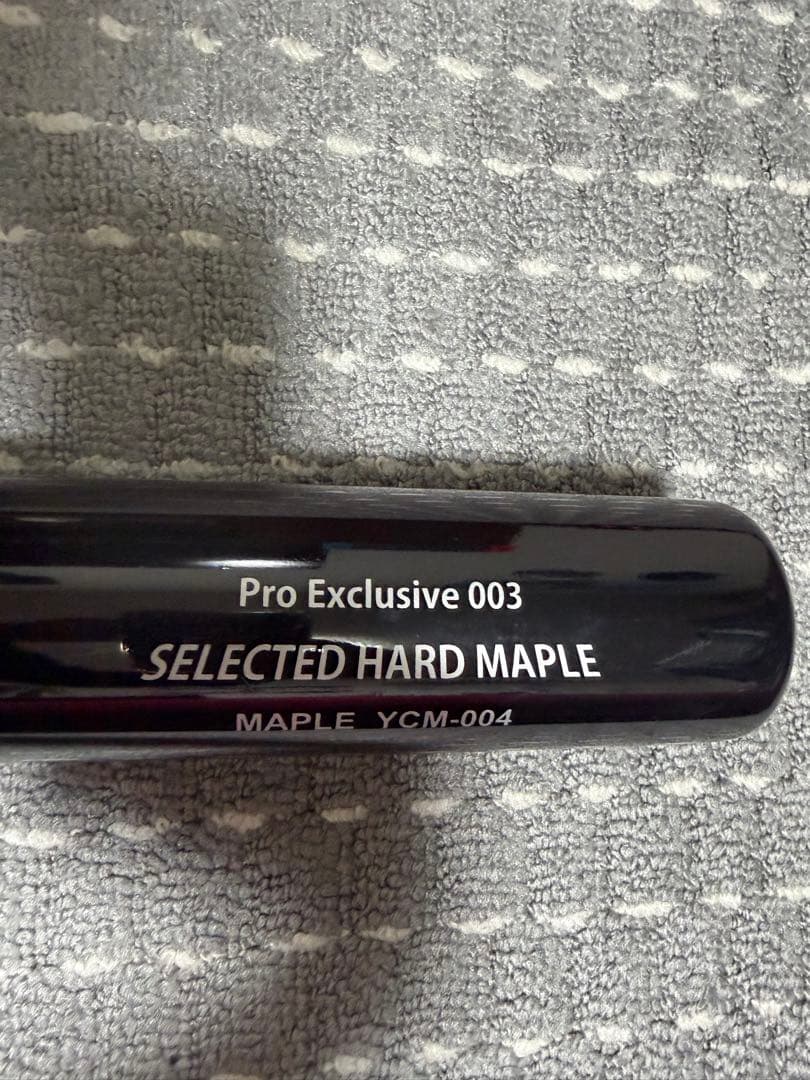 Pro Exclusive 003
SELECTED HARD MAPLE
MAPLE YCM-004